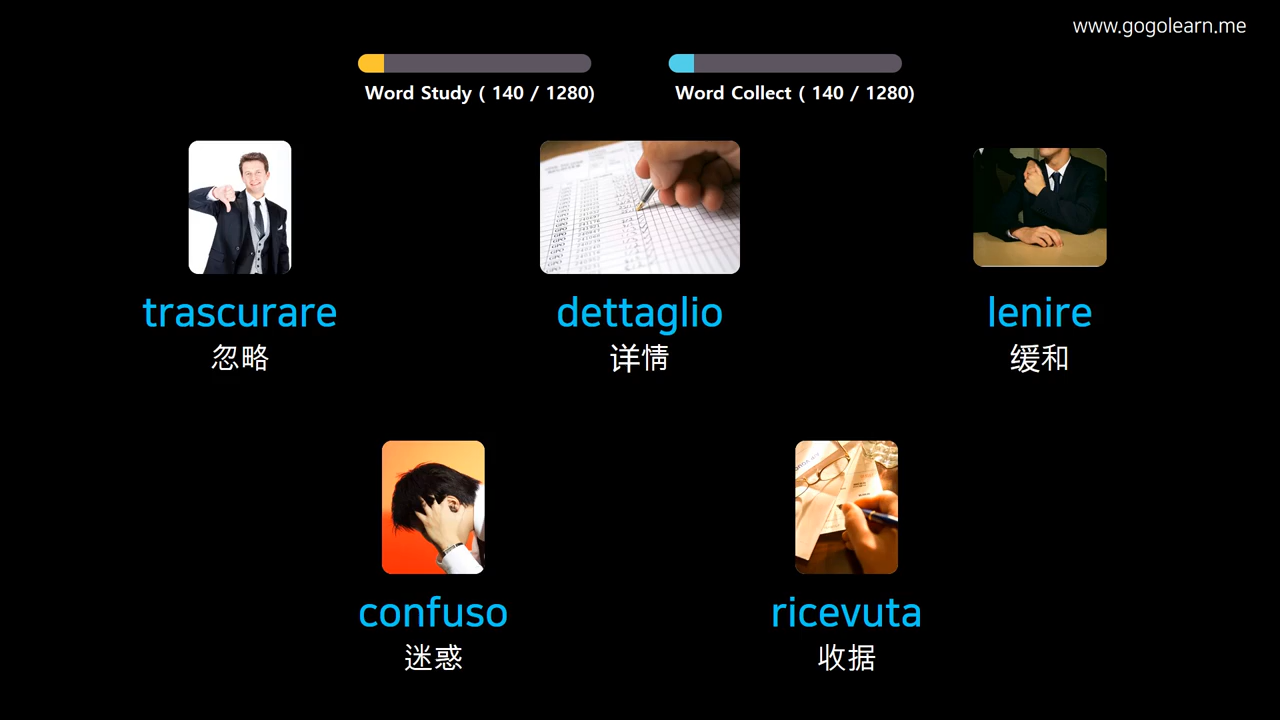 www.gogolearn.me
Word Study ( 140 / 1280)
Word Collect ( 140 / 1280)
trascurare
忽略
dettaglio
详情
lenire
缓和
confuso
迷惑
ricevuta
收据